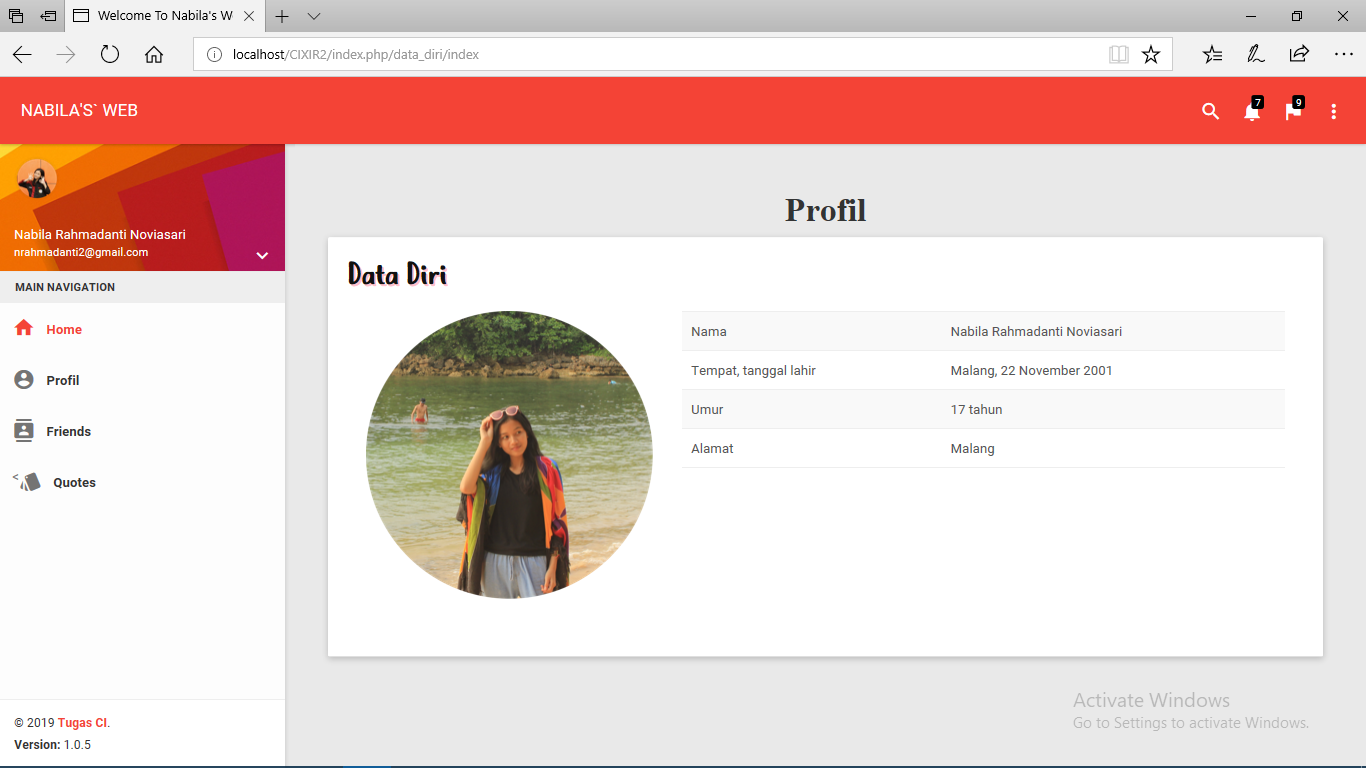 Welcome To Nabila's W
localhost/CIXIR2/index.php/data_diri/index
NABILA'S` WEB
7
9
Nabila Rahmadanti Noviasari
nrahmadanti2@gmail.com
MAIN NAVIGATION
Home
Profil
Friends
< Quotes
© 2019 Tugas CI.
Version: 1.0.5
Profil
Data Diri
Nama Nabila Rahmadanti Noviasari
Tempat, tanggal lahir Malang, 22 November 2001
Umur 17 tahun
Alamat Malang
Activate Windows
Go to Settings to activate Windows.